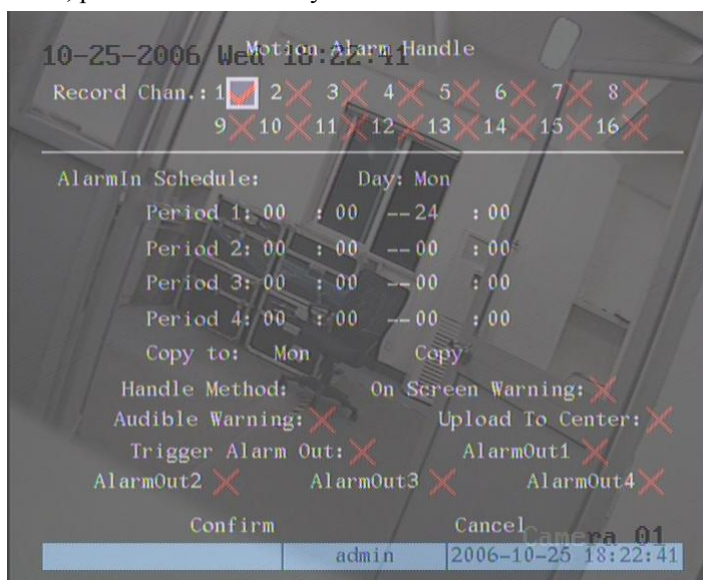 Motion Alarm Handle
10-25-2006 Wed 18:22:41
Record Chan.: 1 2 3 4 5 6 7 8
9 10 11 12 13 14 15 16
AlarmIn Schedule: Day: Mon
Period 1: 00 : 00 -- 24 : 00
Period 2: 00 : 00 -- 00 : 00
Period 3: 00 : 00 -- 00 : 00
Period 4: 00 : 00 -- 00 : 00
Copy to: Mon Copy
Handle Method: On Screen Warning:
Audible Warning: Upload To Center:
Trigger Alarm Out: AlarmOut1
AlarmOut2 AlarmOut3 AlarmOut4
Confirm Cancel
Camera 01
admin 2006-10-25 18:22:41